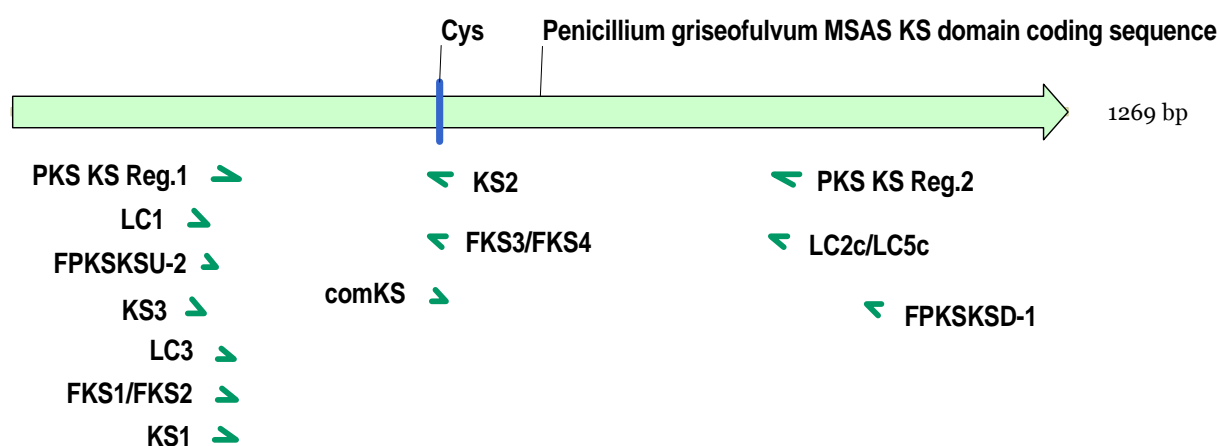 Cys
Penicillium griseofulvum MSAS KS domain coding sequence
1269 bp
PKS KS Reg.1
KS2
PKS KS Reg.2
LC1
FKS3/FKS4
LC2c/LC5c
FPKSKSU-2
comKS
KS3
FPKSKSD-1
LC3
FKS1/FKS2
KS1